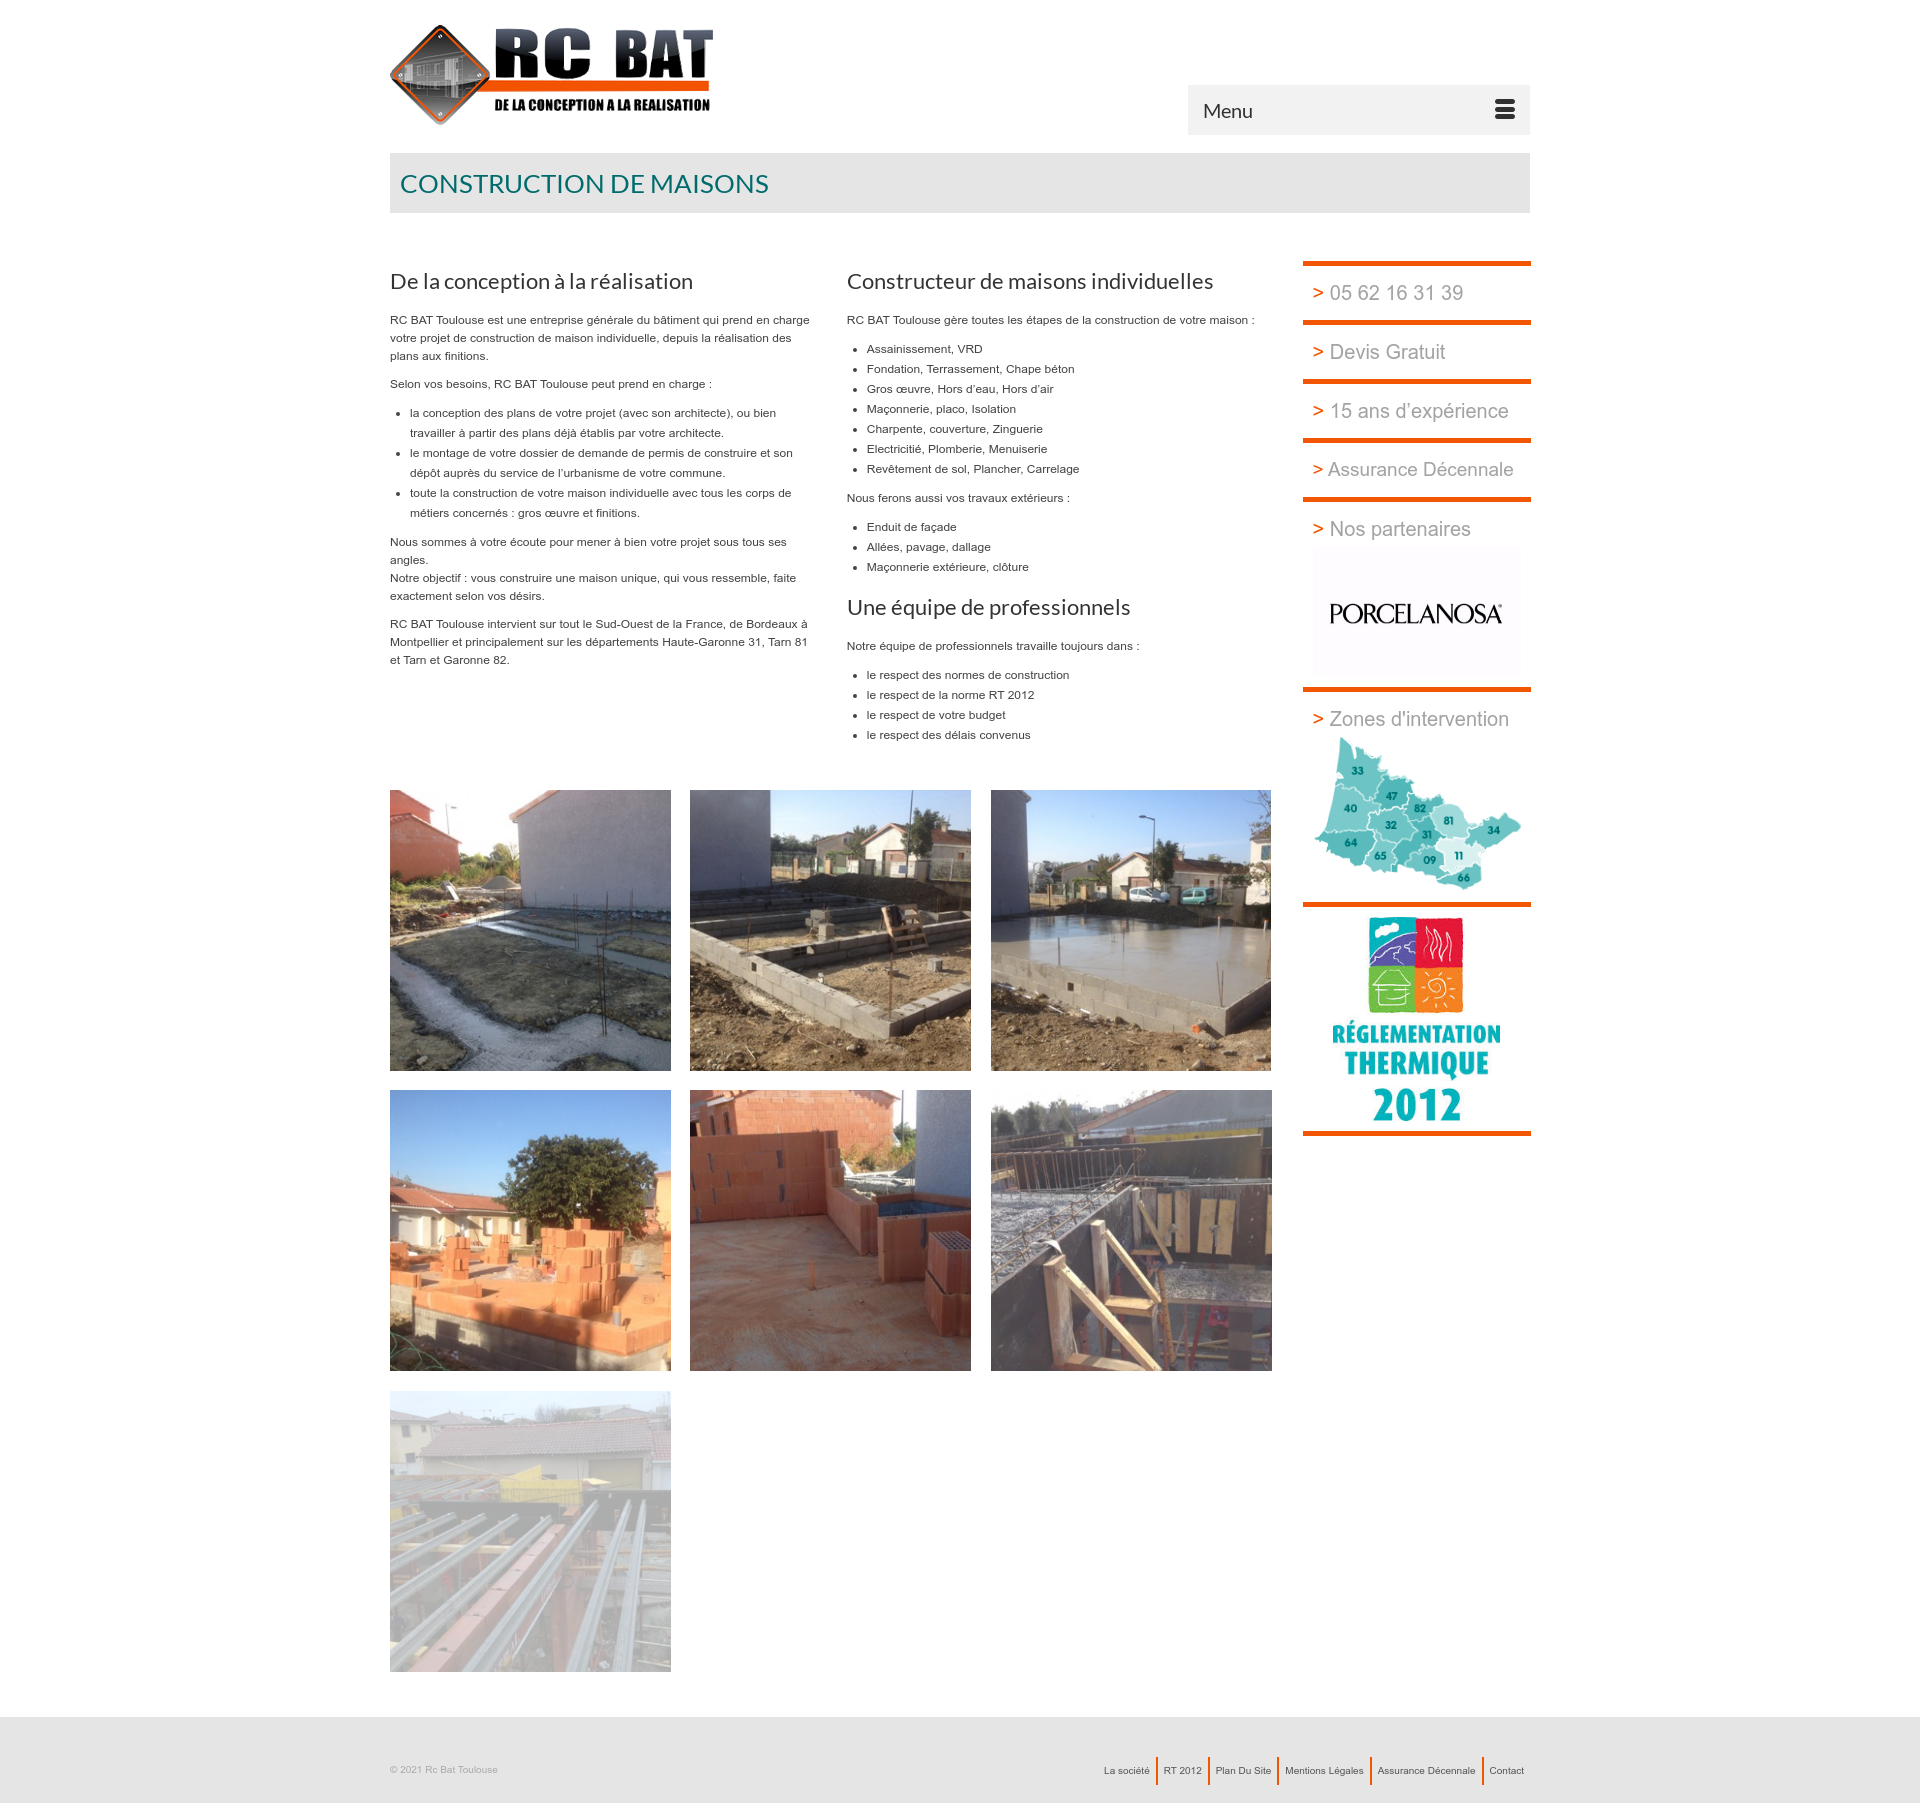 RC BAT
DE LA CONCEPTION A LA REALISATION
Menu
CONSTRUCTION DE MAISONS
De la conception à la réalisation
RC BAT Toulouse est une entreprise générale du bâtiment qui prend en charge
votre projet de construction de maison individuelle, depuis la réalisation des
plans aux finitions.
Selon vos besoins, RC BAT Toulouse peut prend en charge :
la conception des plans de votre projet (avec son architecte), ou bien
travailler à partir des plans déjà établis par votre architecte.
le montage de votre dossier de demande de permis de construire et son
dépôt auprès du service de l'urbanisme de votre commune.
toute la construction de votre maison individuelle avec tous les corps de
métiers concernés : gros œuvre et finitions.
Nous sommes à votre écoute pour mener à bien votre projet sous tous ses
angles.
Notre objectif : vous construire une maison unique, qui vous ressemble, faite
exactement selon vos désirs.
RC BAT Toulouse intervient sur tout le Sud-Ouest de la France, de Bordeaux à
Montpellier et principalement sur les départements Haute-Garonne 31, Tarn 81
et Tarn et Garonne 82.
Constructeur de maisons individuelles
RC BAT Toulouse gère toutes les étapes de la construction de votre maison :
Assainissement, VRD
Fondation, Terrassement, Chape béton
Gros œuvre, Hors d'eau, Hors d'air
Maçonnerie, placo, Isolation
Charpente, couverture, Zinguerie
Electricitié, Plomberie, Menuiserie
Revêtement de sol, Plancher, Carrelage
Nous ferons aussi vos travaux extérieurs :
Enduit de façade
Allées, pavage, dallage
Maçonnerie extérieure, clôture
Une équipe de professionnels
Notre équipe de professionnels travaille toujours dans :
le respect des normes de construction
le respect de la norme RT 2012
le respect de votre budget
le respect des délais convenus
> 05 62 16 31 39
> Devis Gratuit
> 15 ans d'expérience
> Assurance Décennale
> Nos partenaires
PORCELANOSA
> Zones d'intervention
33
47
40
82
32
81
34
31
64
65
09
11
66
RÉGLEMENTATION
THERMIQUE
2012
© 2021 Rc Bat Toulouse
La société
RT 2012
Plan Du Site
Mentions Légales
Assurance Décennale
Contact